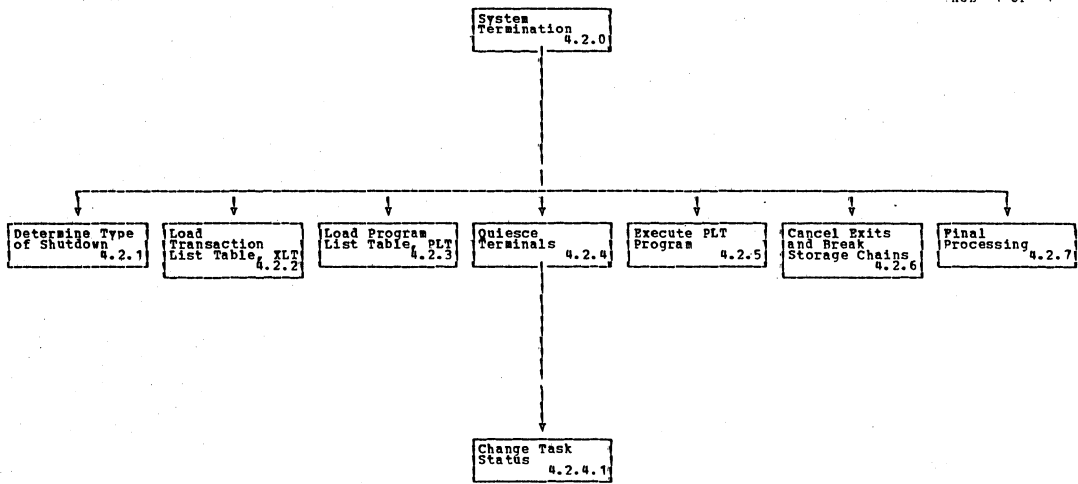 System
Termination
4.2.0
Determine Type
of Shutdown
4.2.1
Load
Transaction
List Table, XLT
4.2.2
Load Program
List Table, PLT
4.2.3
Quiesce
Terminals
4.2.4
Execute PLT
Program
4.2.5
Cancel Exits
and Break
Storage Chains
4.2.6
Final
Processing
4.2.7
Change Task
Status
4.2.4.1